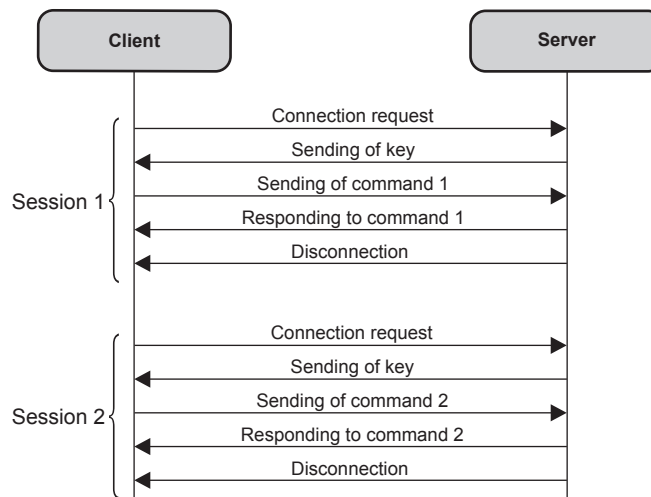 Client
Server
Connection request
Sending of key
Session 1
Sending of command 1
Responding to command 1
Disconnection
Connection request
Sending of key
Session 2
Sending of command 2
Responding to command 2
Disconnection